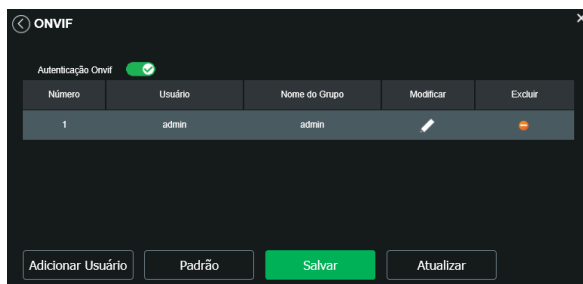 ONVIF
Autenticação Onvif
Número Usuário Nome do Grupo Modificar Excluir
1 admin admin
Adicionar Usuário Padrão Salvar Atualizar